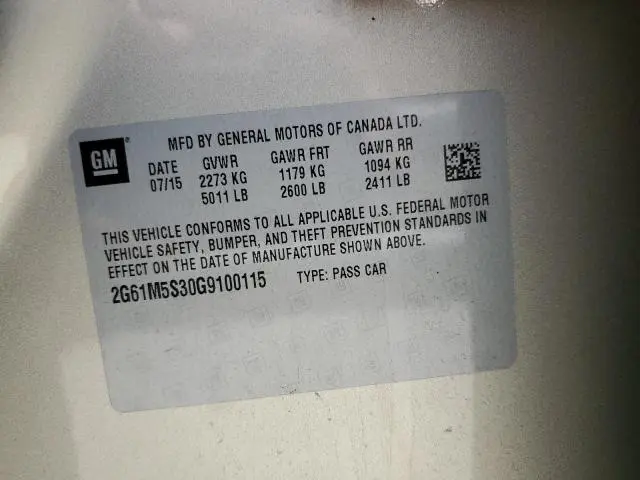 GM
MFD BY GENERAL MOTORS OF CANADA LTD.
DATE GVWR GAWR FRT GAWR RR
07/15 2273 KG 1179 KG 1094 KG
5011 LB 2600 LB 2411 LB
THIS VEHICLE CONFORMS TO ALL APPLICABLE U.S. FEDERAL MOTOR
VEHICLE SAFETY, BUMPER, AND THEFT PREVENTION STANDARDS IN
EFFECT ON THE DATE OF MANUFACTURE SHOWN ABOVE.
2G61M5S30G9100115 TYPE: PASS CAR